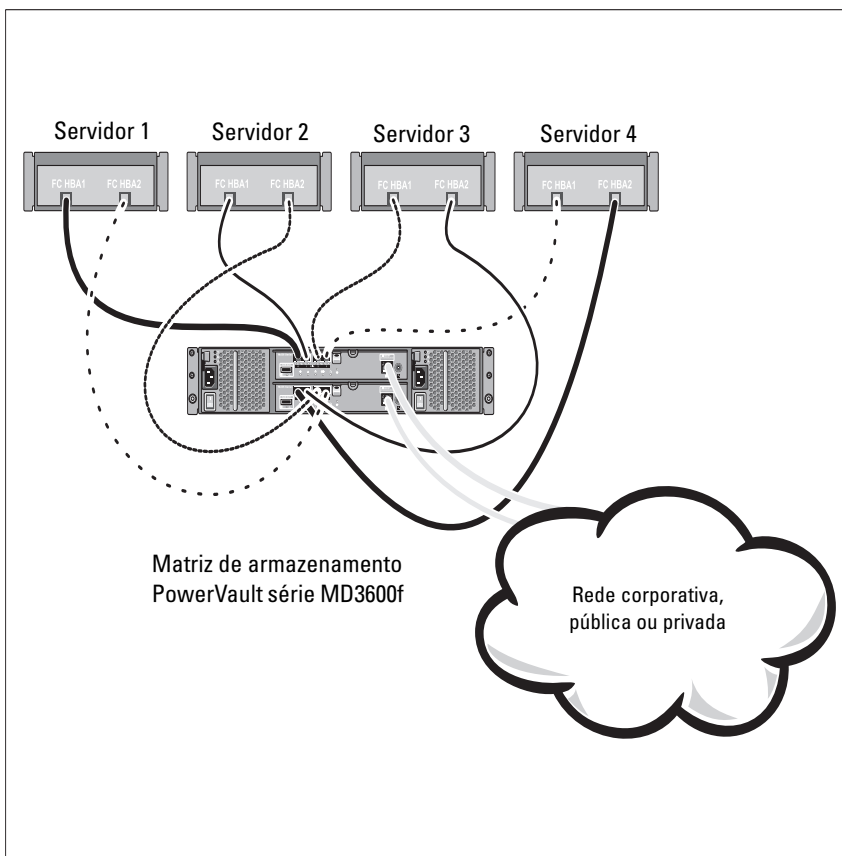 Servidor 1
Servidor 2
Servidor 3
Servidor 4
FC HBA1
FC HBA2
FC HBA1
FC HBA2
FC HBA1
FC HBA2
FC HBA1
FC HBA2
Matriz de armazenamento
PowerVault série MD3600f
Rede corporativa,
pública ou privada